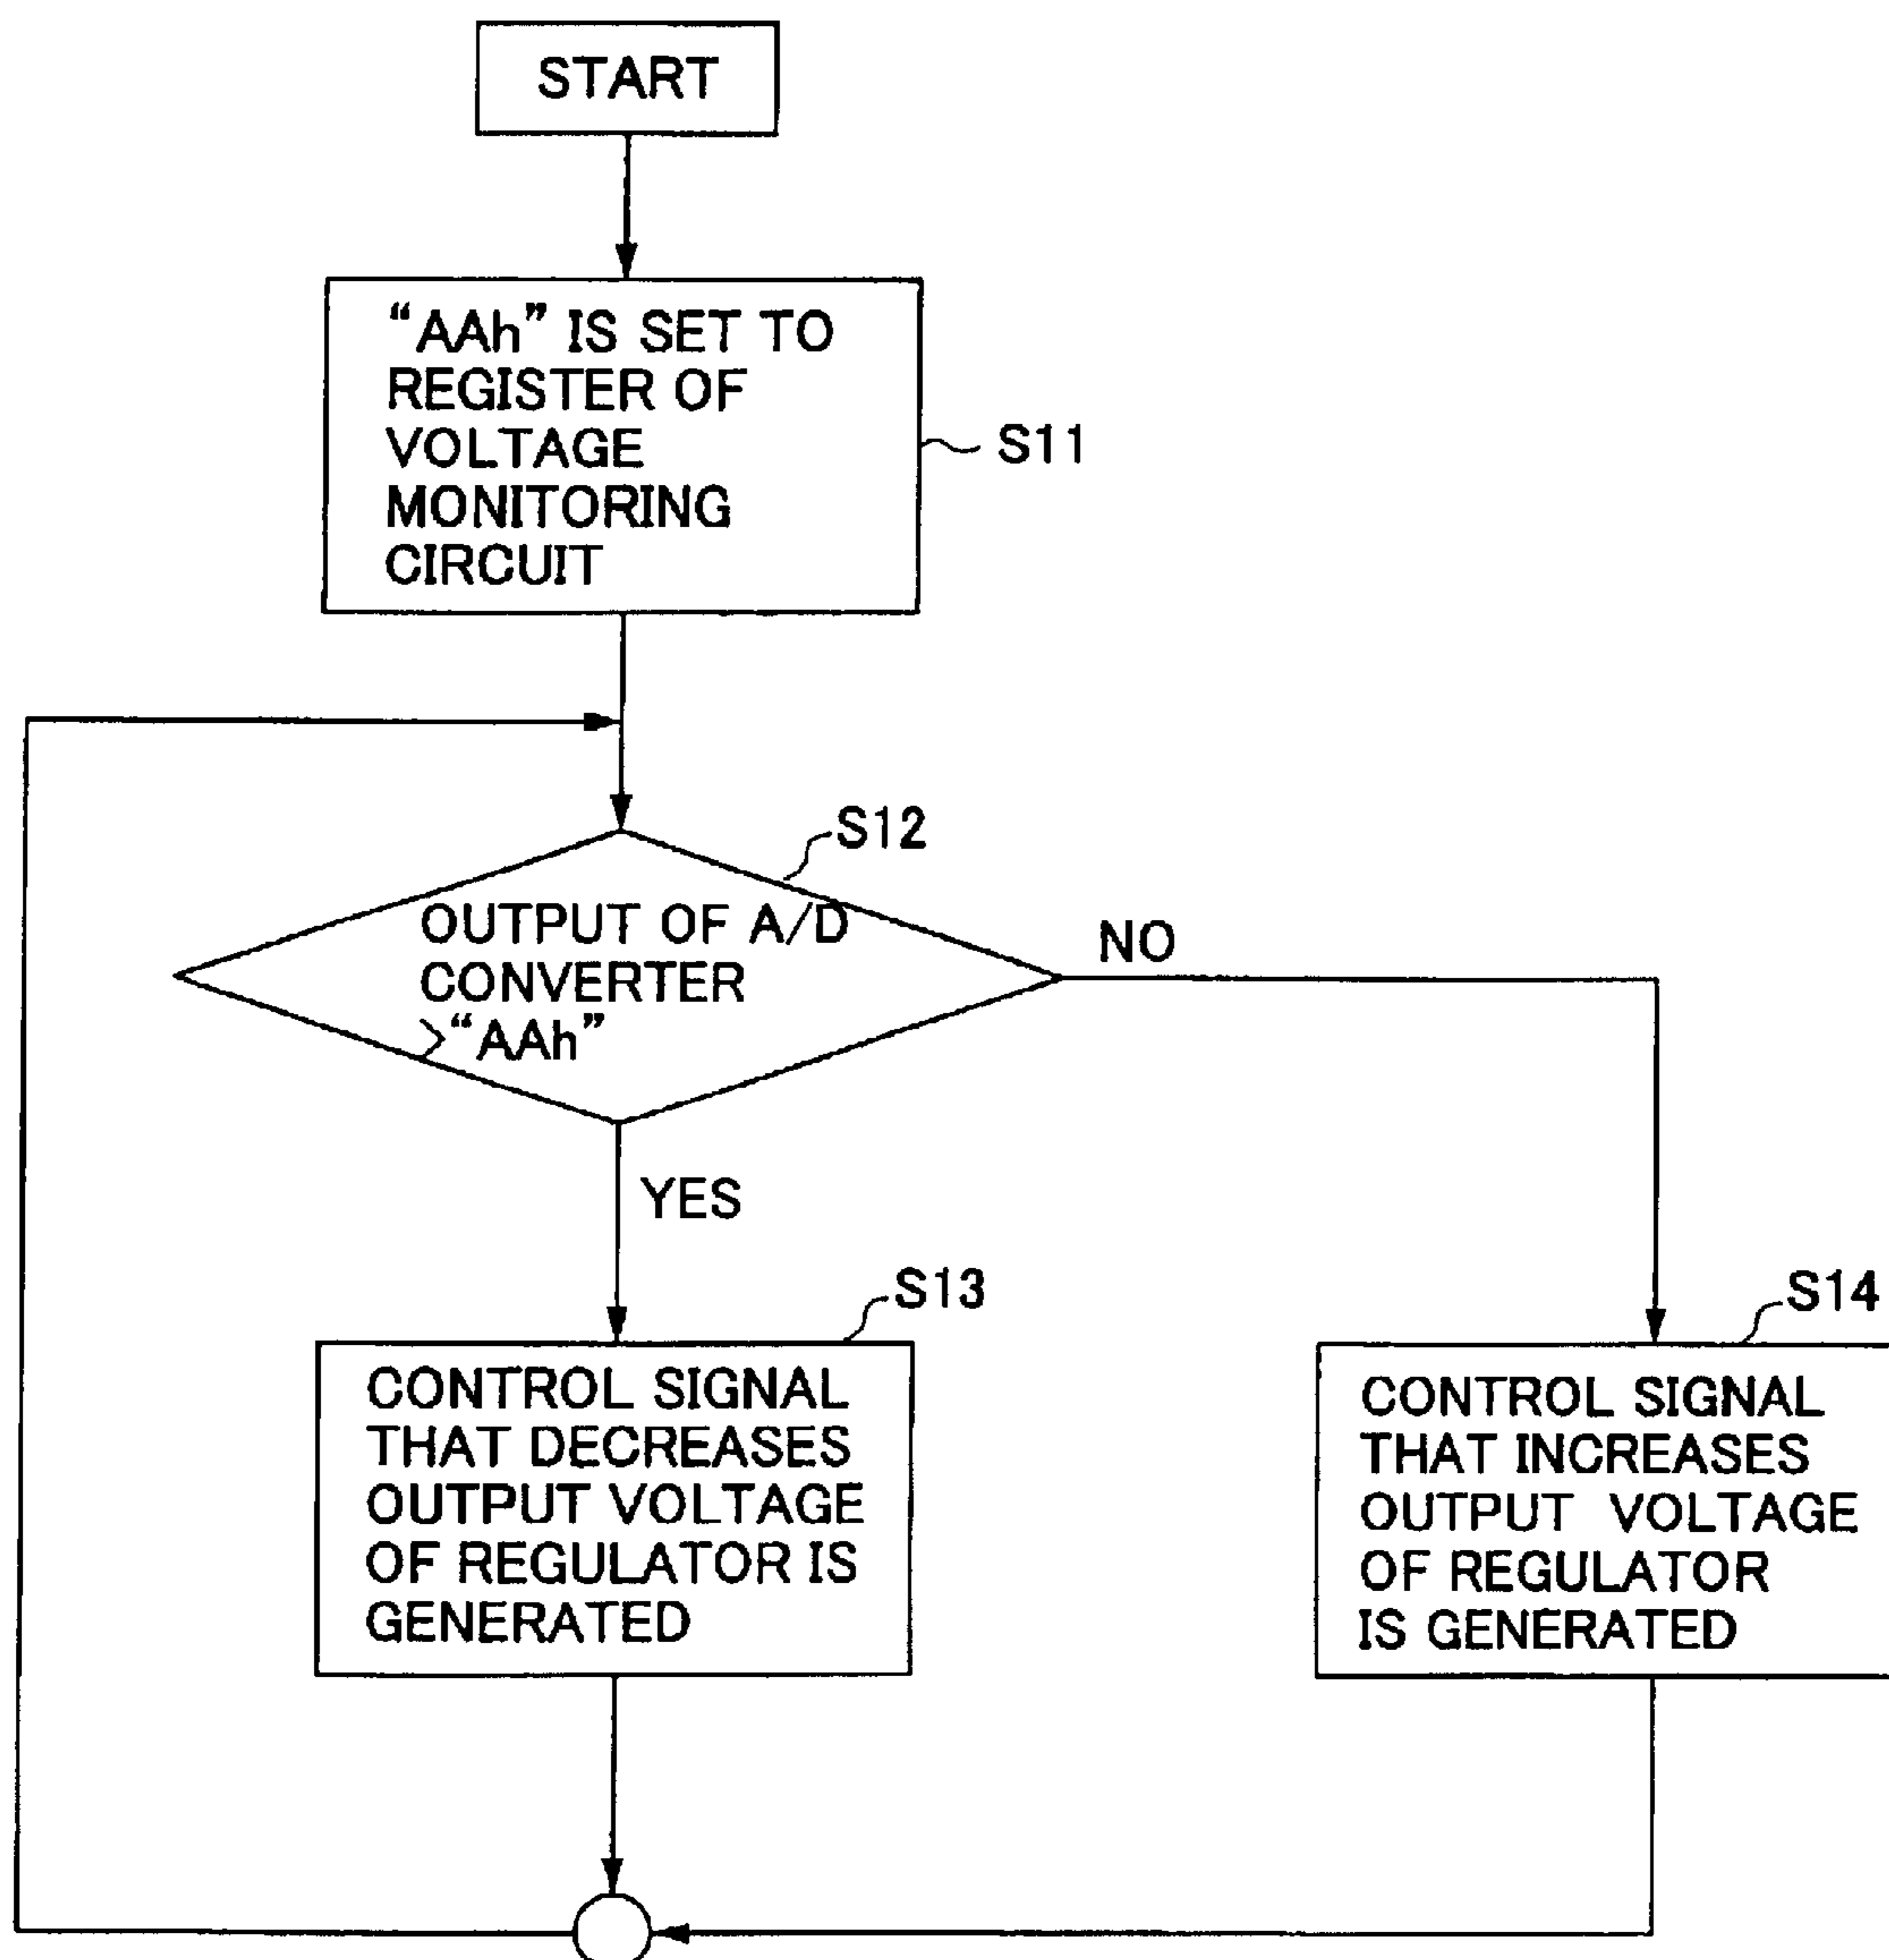 START
“AAh” IS SET TO
REGISTER OF
VOLTAGE
MONITORING
CIRCUIT
S11
S12
OUTPUT OF A/D
CONVERTER
>“AAh”
NO
YES
S13
CONTROL SIGNAL
THAT DECREASES
OUTPUT VOLTAGE
OF REGULATOR IS
GENERATED
S14
CONTROL SIGNAL
THAT INCREASES
OUTPUT VOLTAGE
OF REGULATOR
IS GENERATED